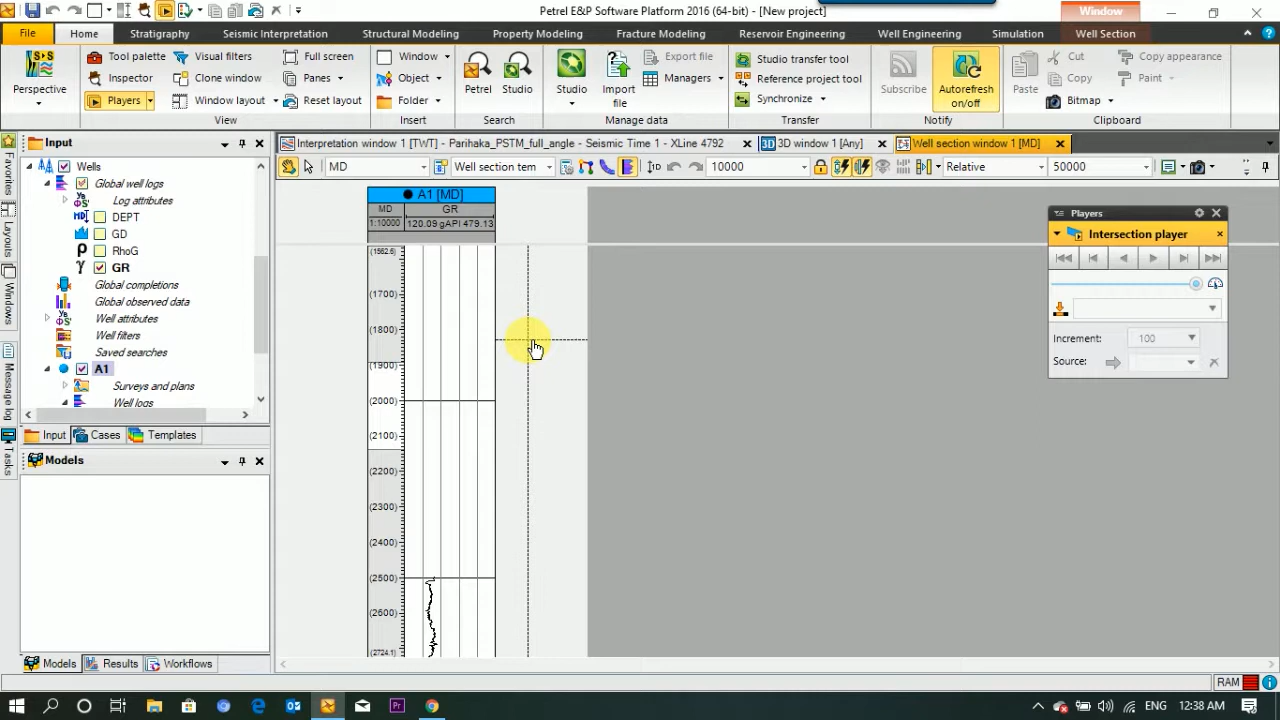 Petrel E&P Software Platform 2016 (64-bit) - [New project]
Window
File
Home
Stratigraphy
Seismic Interpretation
Structural Modeling
Property Modeling
Fracture Modeling
Reservoir Engineering
Well Engineering
Simulation
Well Section
Perspective
Tool palette
Visual filters
Full screen
Inspector
Clone window
Panes
Players
Window layout
Reset layout
View
Window
Object
Folder
Insert
Petrel
Studio
Search
Studio
Import
file
Export file
Managers
Manage data
Studio transfer tool
Reference project tool
Synchronize
Transfer
Subscribe
Autorefresh
on/off
Notify
Paste
Cut
Copy
Bitmap
Copy appearance
Paint
Clipboard
Favorites
Layouts
Windows
Message log
Tasks
Input
Wells
Global well logs
Log attributes
DEPT
GD
RhoG
GR
Global completions
Global observed data
Well attributes
Well filters
Saved searches
A1
Surveys and plans
Well logs
Input
Cases
Templates
Models
Models
Results
Workflows
Interpretation window 1 [TWT] - Parihaka_PSTM_full_angle - Seismic Time 1 - XLine 4792
3D window 1 [Any]
Well section window 1 [MD]
MD
Well section tem
10000
Relative
50000
A1 [MD]
MD
GR
1:10000
120.09 gAPI 479.13
(1562.6)
(1700)
(1800)
(1900)
(2000)
(2100)
(2200)
(2300)
(2400)
(2500)
(2600)
(2724.1)
Players
Intersection player
Increment:
100
Source:
RAM
ENG
12:38 AM